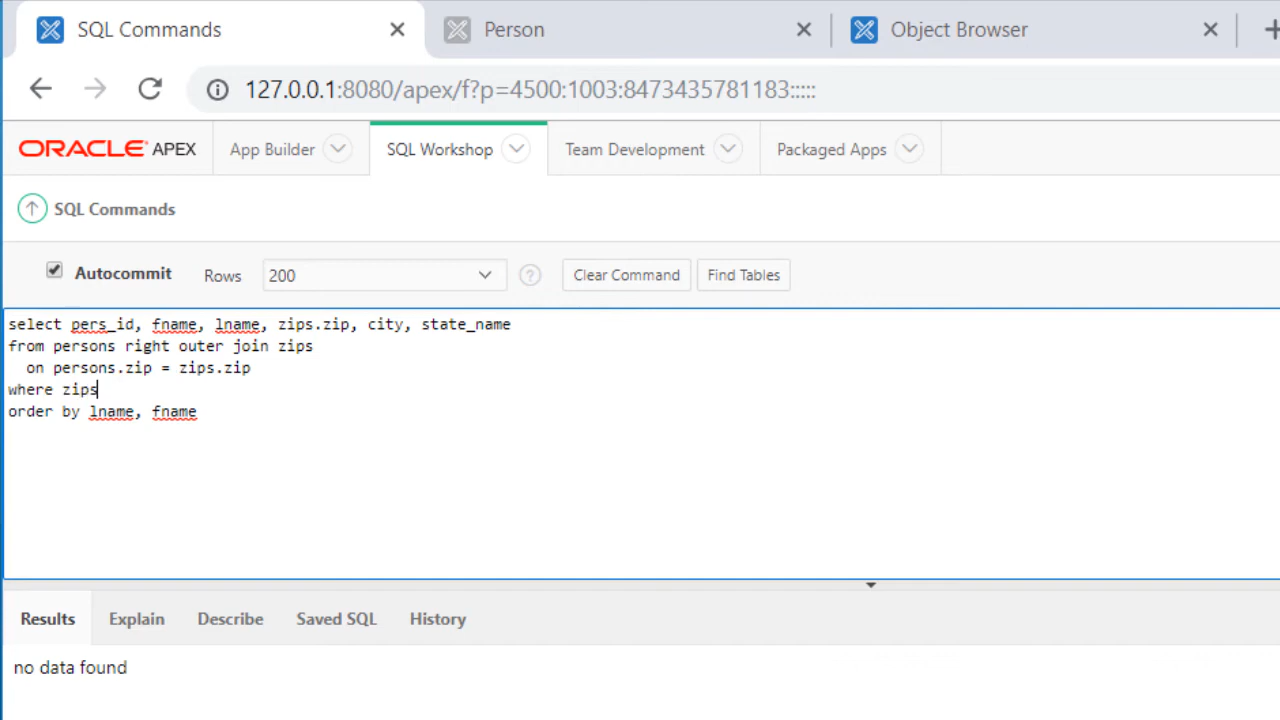 SQL Commands Person Object Browser
127.0.0.1:8080/apex/f?p=4500:1003:8473435781183:::::
ORACLE APEX App Builder SQL Workshop Team Development Packaged Apps
SQL Commands
Autocommit Rows 200 ? Clear Command Find Tables
select pers_id, fname, lname, zips.zip, city, state_name
from persons right outer join zips
on persons.zip = zips.zip
where zips
order by lname, fname
Results Explain Describe Saved SQL History
no data found